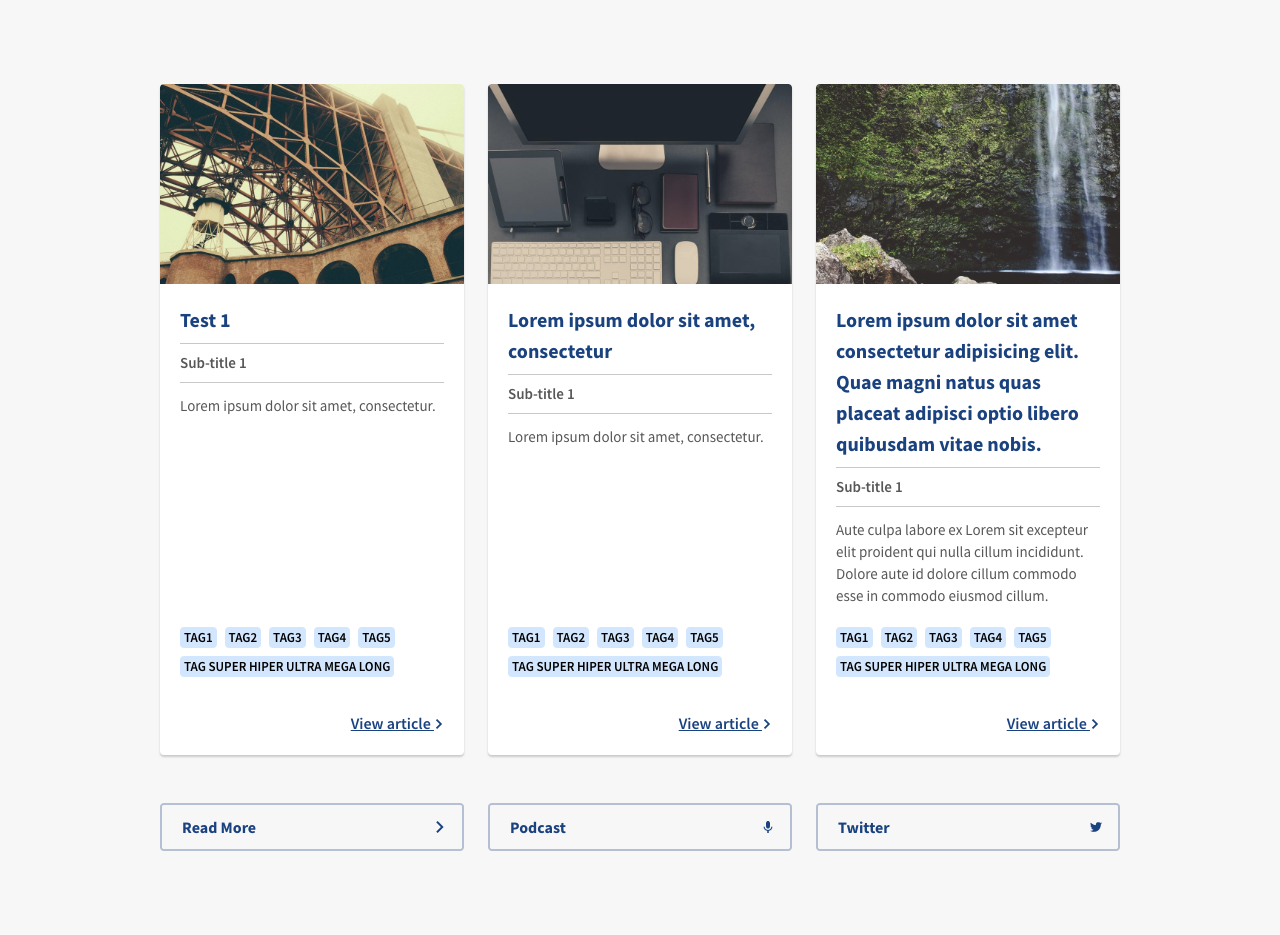 Test 1
Sub-title 1
Lorem ipsum dolor sit amet, consectetur.
TAG1 TAG2 TAG3 TAG4 TAG5
TAG SUPER HIPER ULTRA MEGA LONG
View article
Lorem ipsum dolor sit amet,
consectetur
Sub-title 1
Lorem ipsum dolor sit amet, consectetur.
TAG1 TAG2 TAG3 TAG4 TAG5
TAG SUPER HIPER ULTRA MEGA LONG
View article
Lorem ipsum dolor sit amet
consectetur adipisicing elit.
Quae magni natus quas
placeat adipisci optio libero
quibusdam vitae nobis.
Sub-title 1
Aute culpa labore ex Lorem sit excepteur
elit proident qui nulla cillum incididunt.
Dolore aute id dolore cillum commodo
esse in commodo eiusmod cillum.
TAG1 TAG2 TAG3 TAG4 TAG5
TAG SUPER HIPER ULTRA MEGA LONG
View article
Read More
Podcast
Twitter